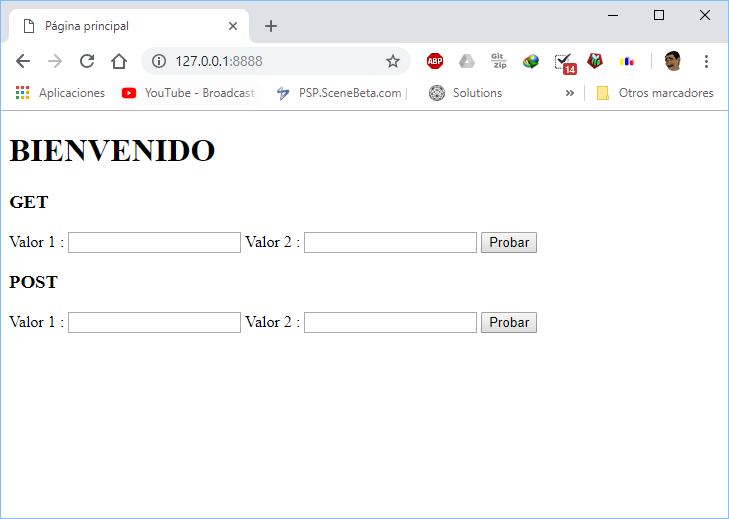 Página principal
127.0.0.1:8888
ABP
Git Zip
14
Aplicaciones YouTube - Broadcast PSP.SceneBeta.com | Solutions » Otros marcadores
BIENVENIDO
GET
Valor 1 : Valor 2 : Probar
POST
Valor 1 : Valor 2 : Probar